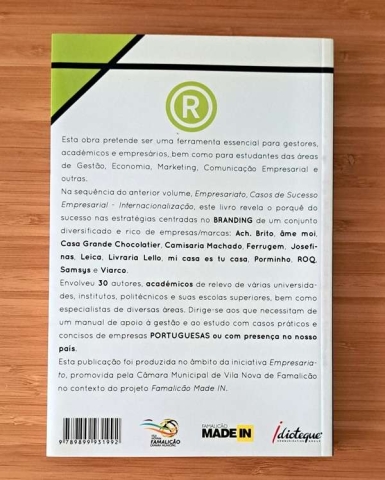 R
Esta obra pretende ser uma ferramenta essencial para gestores,
académicos e empresários, bem como para estudantes das áreas
de Gestão, Economia, Marketing, Comunicação Empresarial e
outras.
Na sequência do anterior volume, Empresariato, Casos de Sucesso
Empresarial - Internacionalização, este livro revela o porquê do
sucesso nas estratégias centradas no BRANDING de um conjunto
diversificado e rico de empresas/marcas: Ach. Brito, âme moi,
Casa Grande Chocolatier, Camisaria Machado, Ferrugem, Josefi-
nas, Leica, Livraria Lello, mi casa es tu casa, Porminho, ROQ,
Samsys e Viarco.
Envolveu 30 autores, académicos de relevo de várias universida-
des, institutos, politécnicos e suas escolas superiores, bem como
especialistas de diversas áreas. Dirige-se aos que necessitam de
um manual de apoio à gestão e ao estudo com casos práticos e
concisos de empresas PORTUGUESAS ou com presença no nosso
país.
Esta publicação foi produzida no âmbito da iniciativa Empresaria-
to, promovida pela Câmara Municipal de Vila Nova de Famalicão
no contexto do projeto Famalicão Made IN.
9789899931992
FAMALICÃO
FAMALICÃO
MADE IN
Idioteque